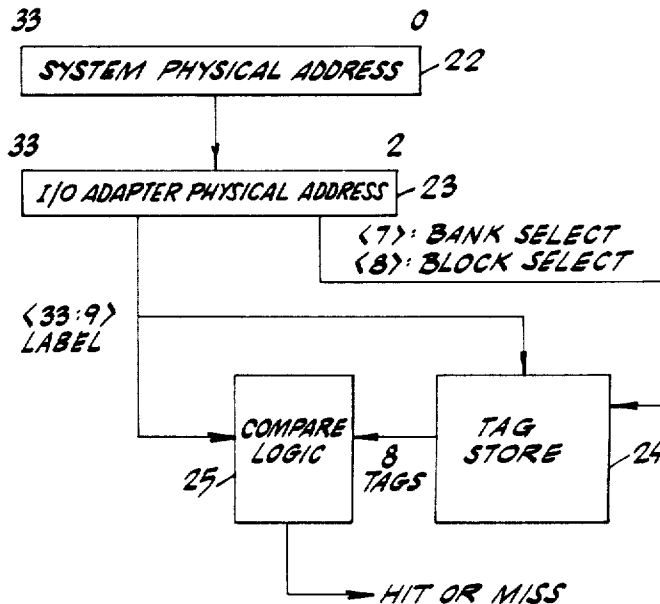 33 0
SYSTEM PHYSICAL ADDRESS 22
33 2
I/O ADAPTER PHYSICAL ADDRESS 23
<7>: BANK SELECT
<8>: BLOCK SELECT
<33:9>
LABEL
COMPARE
LOGIC
25
8
TAGS
TAG
STORE
24
HIT OR MISS